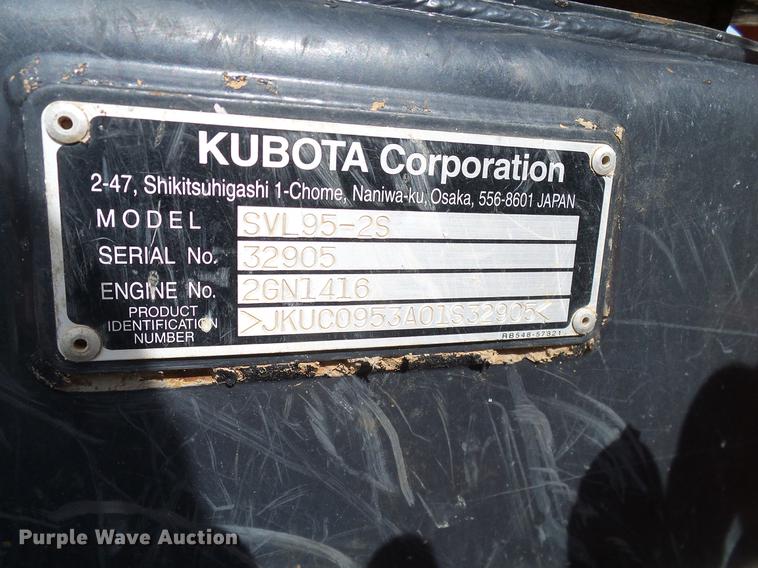 KUBOTA Corporation
2-47, Shikitsuhigashi 1-Chome, Naniwa-ku, Osaka, 556-8601 JAPAN
MODEL SVL95-2S
SERIAL No. 32905
ENGINE No. 2GN1416
PRODUCT
IDENTIFICATION
NUMBER >JKUC0953A01S32905<
RB548-57321
Purple Wave Auction